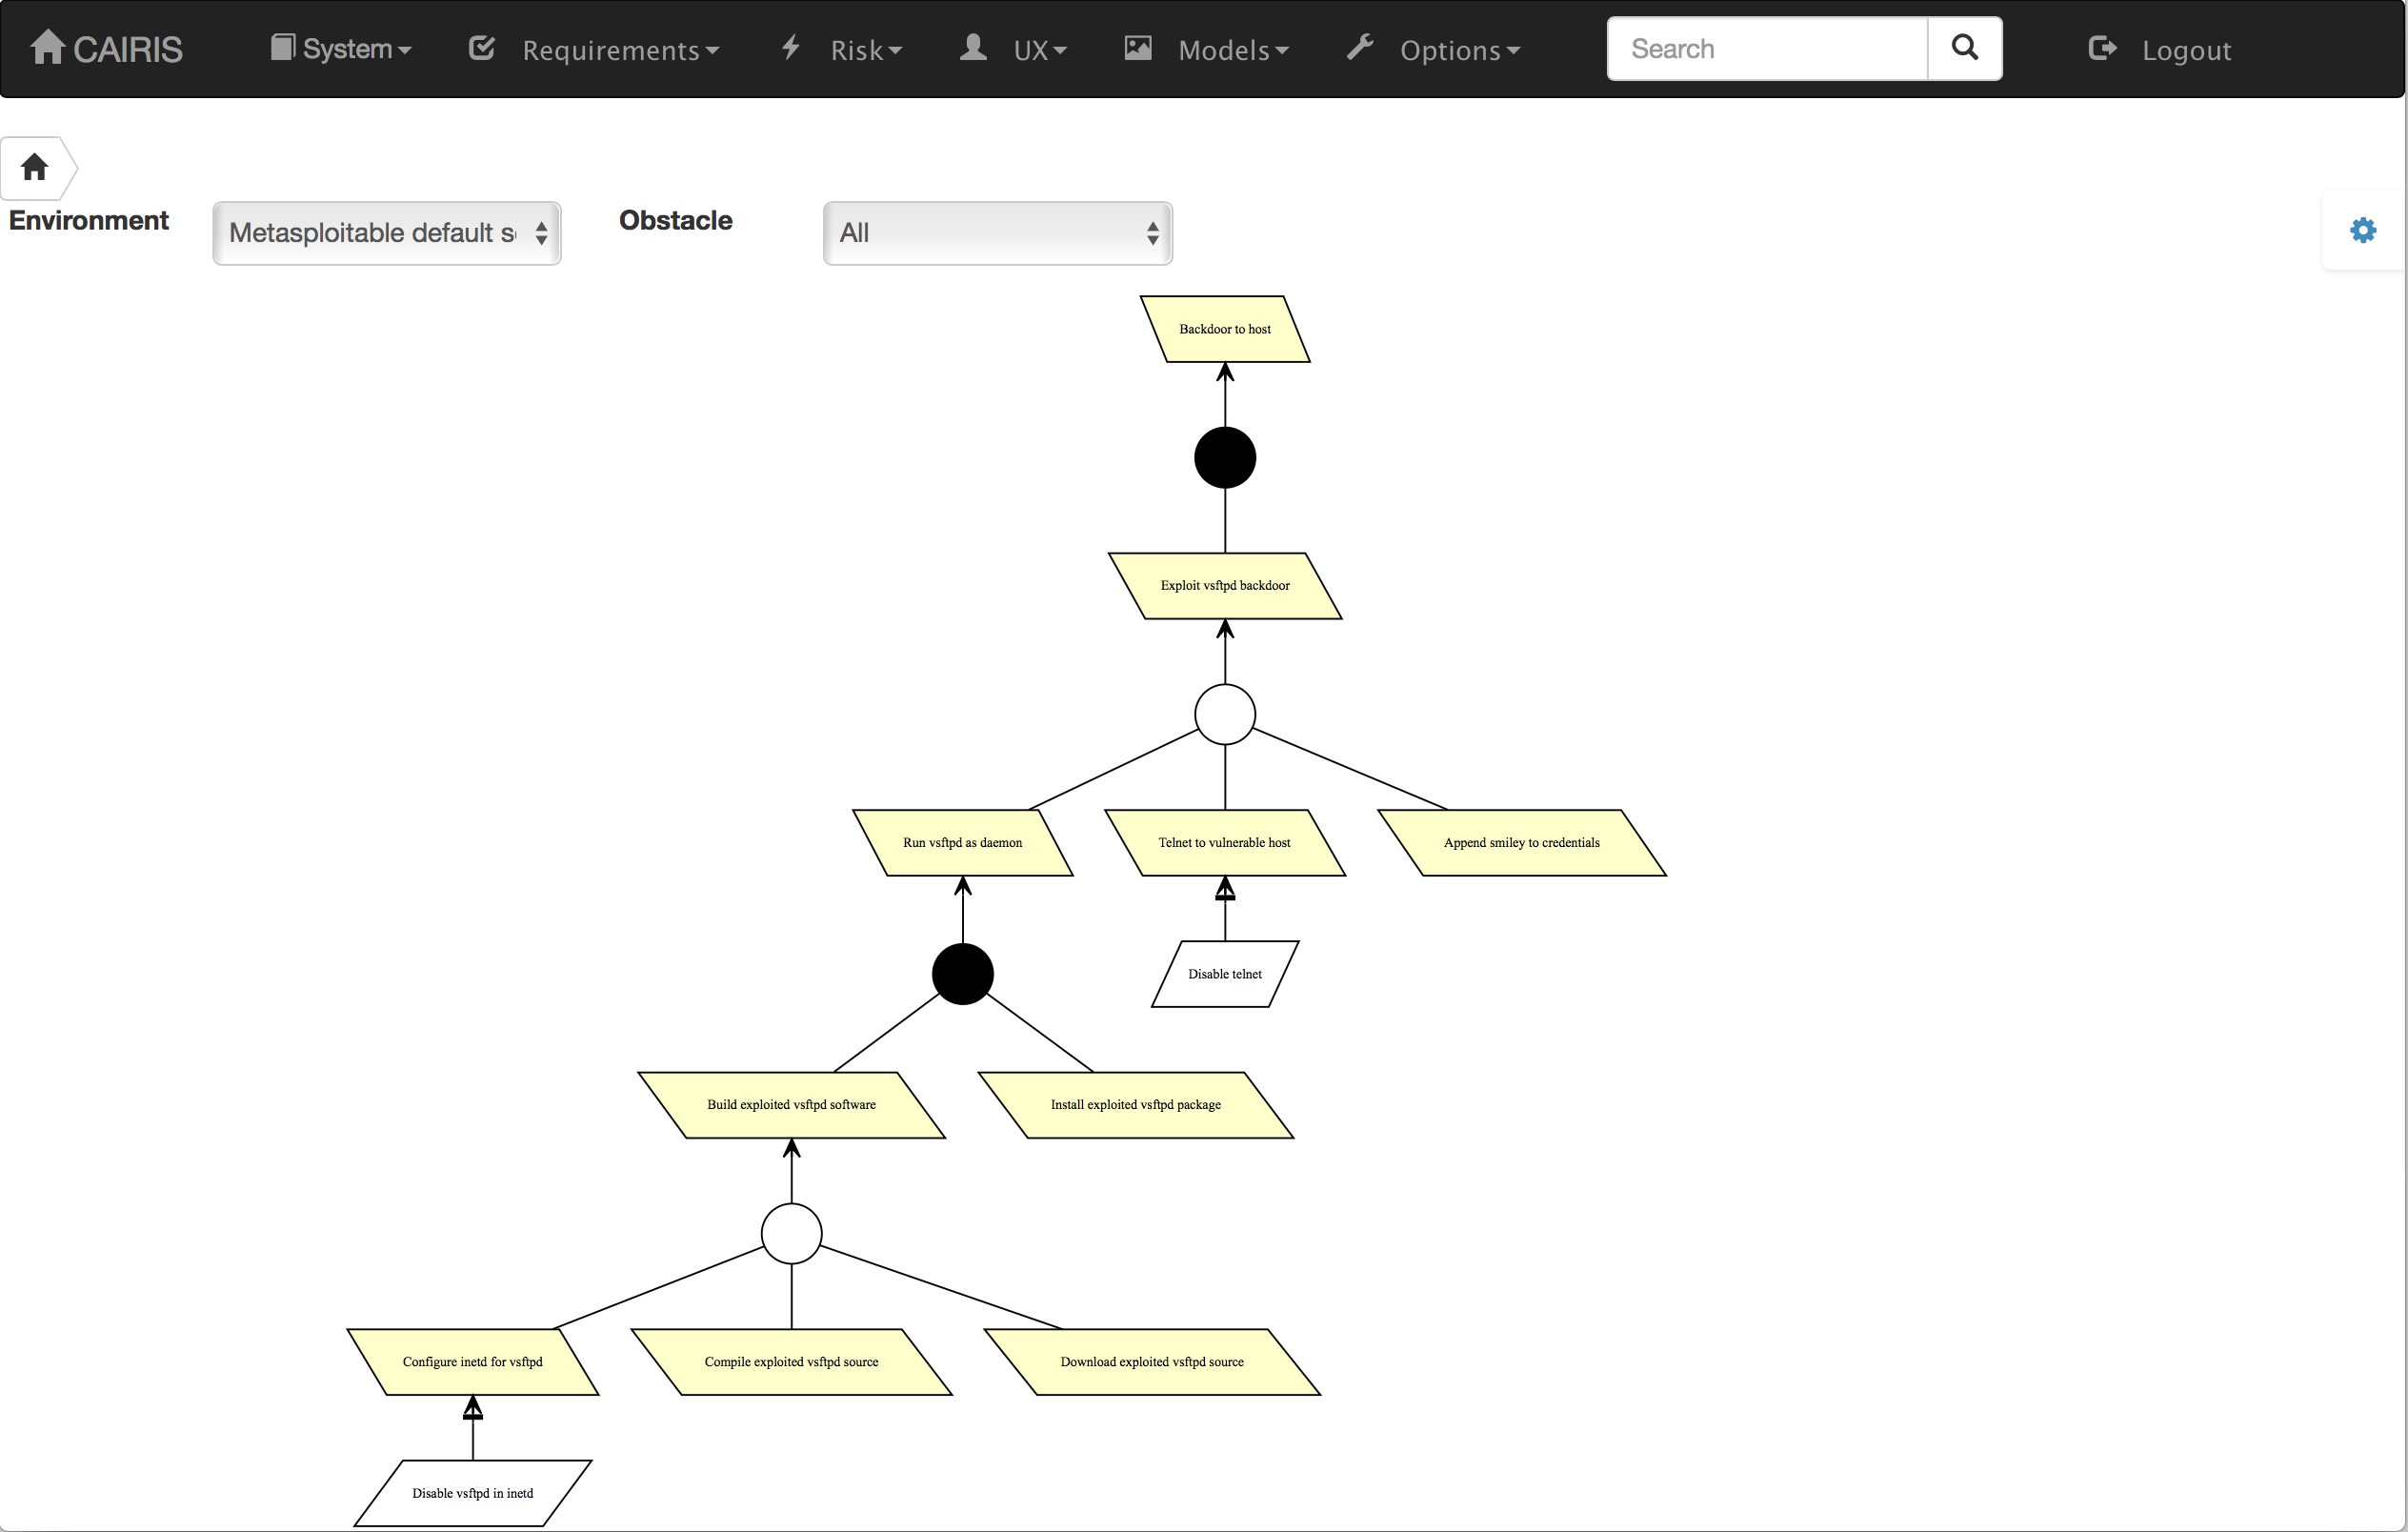 CAIRIS System Requirements Risk UX Models Options Search Logout
Environment Metasploitable default s Obstacle All
Backdoor to host
Exploit vsftpd backdoor
Run vsftpd as daemon Telnet to vulnerable host Append smiley to credentials
Disable telnet
Build exploited vsftpd software Install exploited vsftpd package
Configure inetd for vsftpd Compile exploited vsftpd source Download exploited vsftpd source
Disable vsftpd in inetd